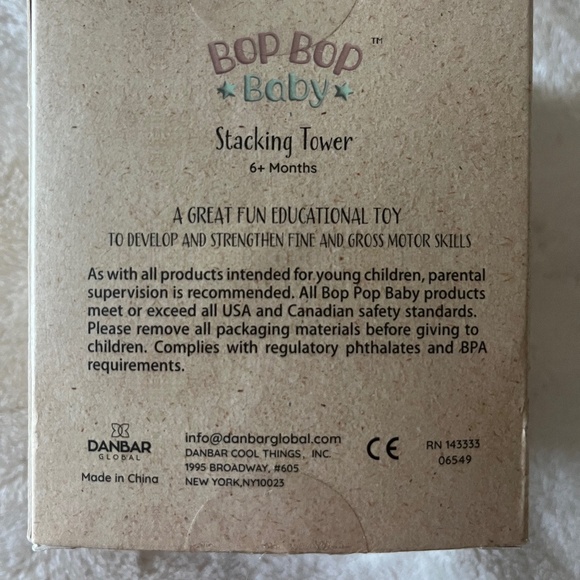 BOP BOP ™
Baby
Stacking Tower
6+ Months
A GREAT FUN EDUCATIONAL TOY
TO DEVELOP AND STRENGTHEN FINE AND GROSS MOTOR SKILLS
As with all products intended for young children, parental
supervision is recommended. All Bop Pop Baby products
meet or exceed all USA and Canadian safety standards.
Please remove all packaging materials before giving to
children. Complies with regulatory phthalates and BPA
requirements.
DANBAR
GLOBAL
Made in China
info@danbarglobal.com
DANBAR COOL THINGS, INC.
1995 BROADWAY, #605
NEW YORK,NY10023
CE
RN 143333
06549